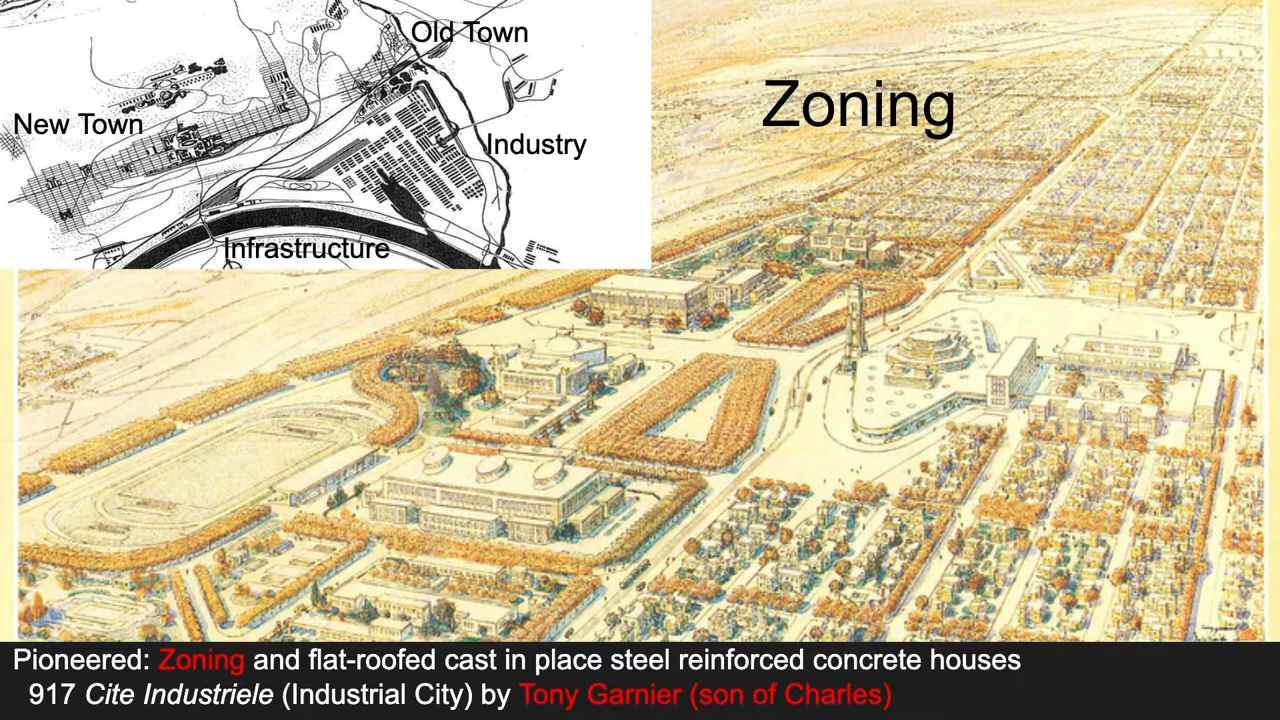 Old Town
Zoning
New Town
Industry
Infrastructure
Pioneered: Zoning and flat-roofed cast in place steel reinforced concrete houses
917 Cite Industriele (Industrial City) by Tony Garnier (son of Charles)